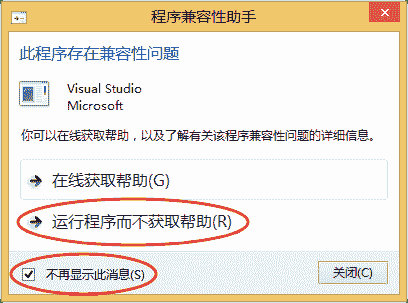 程序兼容性助手
此程序存在兼容性问题
Visual Studio
Microsoft
你可以在线获取帮助，以及了解有关该程序兼容性问题的详细信息。
在线获取帮助(G)
运行程序而不获取帮助(R)
不再显示此消息(S)
关闭(C)